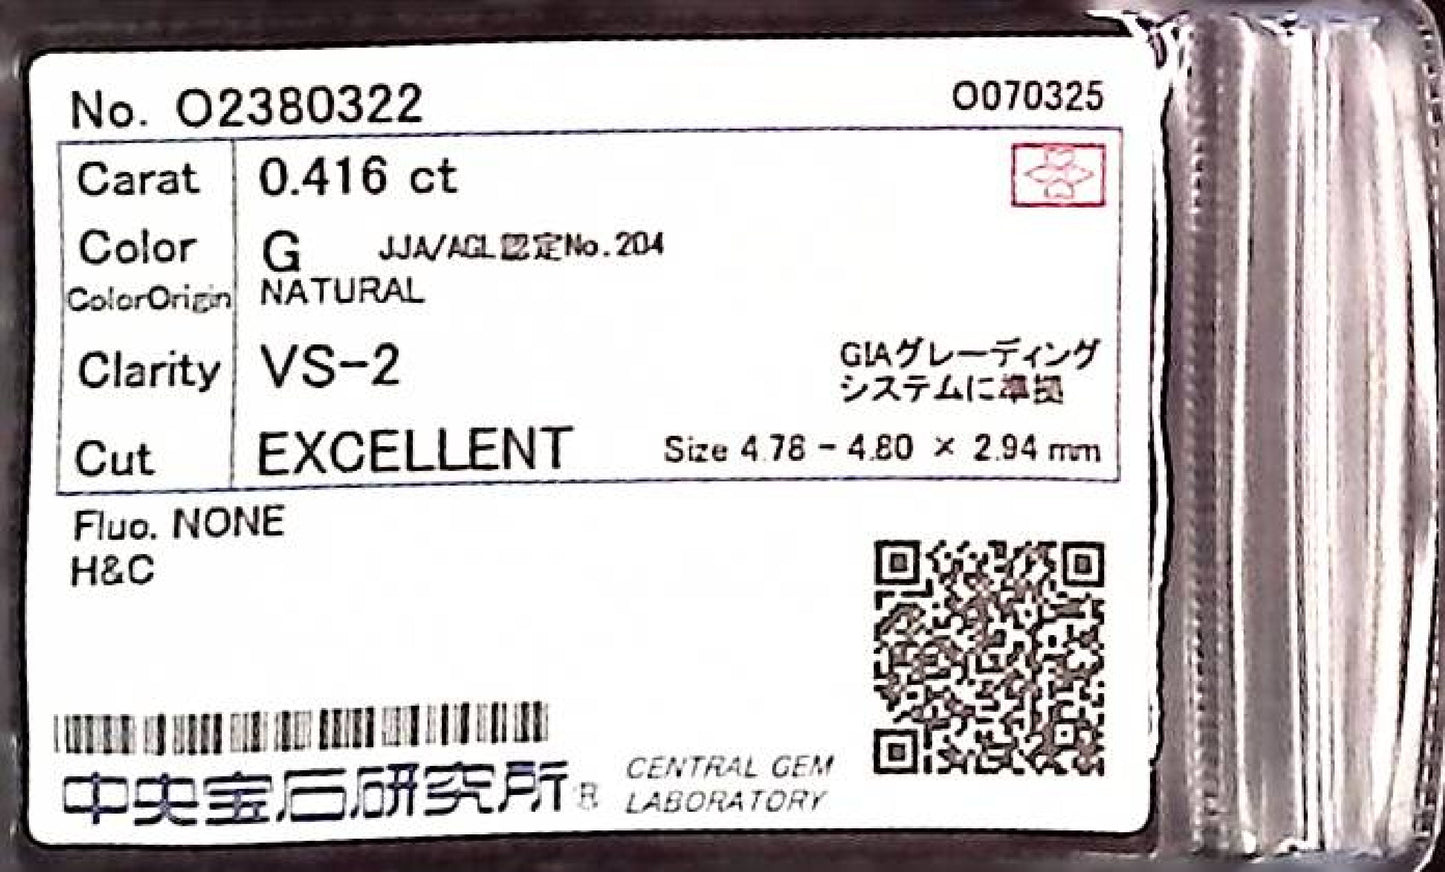 No. O2380322
O070325
Carat 0.416 ct
Color G JJA/AGL認定No.204
ColorOrigin NATURAL
Clarity VS-2
GIAグレーディング
システムに準拠
Cut EXCELLENT Size 4.78 - 4.80 × 2.94 mm
Fluo. NONE
H&C
中央宝石研究所®
CENTRAL GEM
LABORATORY